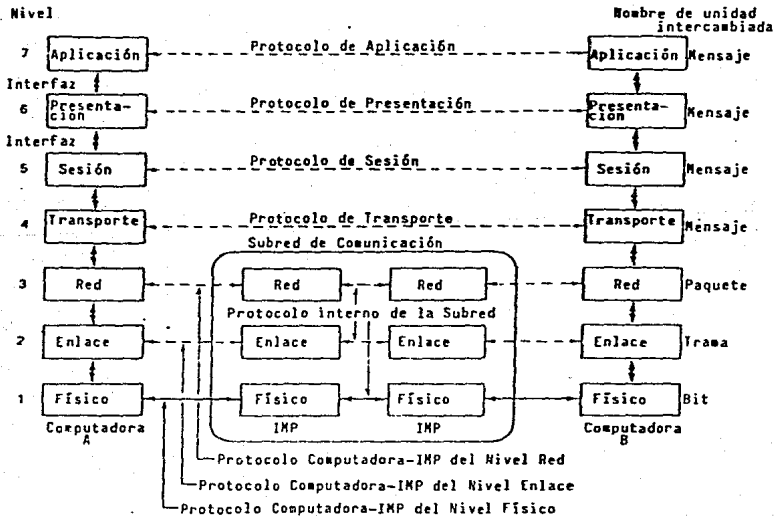 Nivel
Nombre de unidad
intercambiada
7 Aplicación Protocolo de Aplicación Aplicación Mensaje
Interfaz
6 Presenta-
ción Protocolo de Presentación Presenta-
ción Mensaje
Interfaz
5 Sesión Protocolo de Sesión Sesión Mensaje
4 Transporte Protocolo de Transporte Transporte Mensaje
Subred de Comunicación
3 Red Red Red Red Paquete
Protocolo interno de la Subred
2 Enlace Enlace Enlace Enlace Trama
1 Físico Físico Físico Físico Bit
Computadora
A
IMP
IMP
Computadora
B
Protocolo Computadora-IMP del Nivel Red
Protocolo Computadora-IMP del Nivel Enlace
Protocolo Computadora-IMP del Nivel Físico